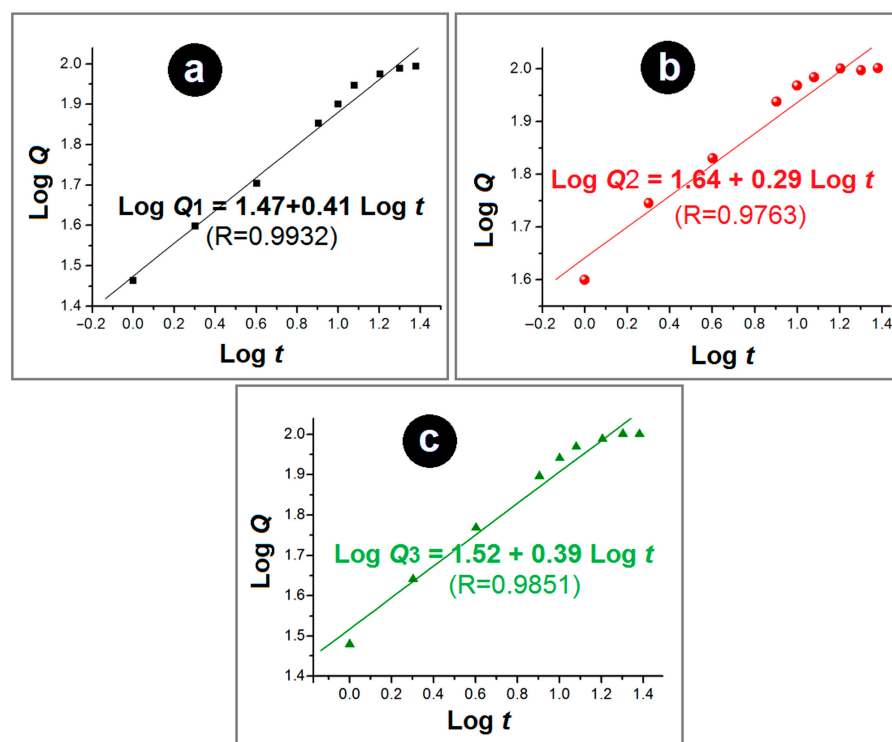 a
2.0
1.9
1.8
1.7
1.6
1.5
1.4
Log Q
Log Q1 = 1.47+0.41 Log t
(R=0.9932)
−0.2 0.0 0.2 0.4 0.6 0.8 1.0 1.2 1.4
Log t
b
2.0
1.9
1.8
1.7
1.6
Log Q
Log Q2 = 1.64 + 0.29 Log t
(R=0.9763)
−0.2 0.0 0.2 0.4 0.6 0.8 1.0 1.2 1.4
Log t
c
2.0
1.9
1.8
1.7
1.6
1.5
1.4
Log Q
Log Q3 = 1.52 + 0.39 Log t
(R=0.9851)
0.0 0.2 0.4 0.6 0.8 1.0 1.2 1.4
Log t